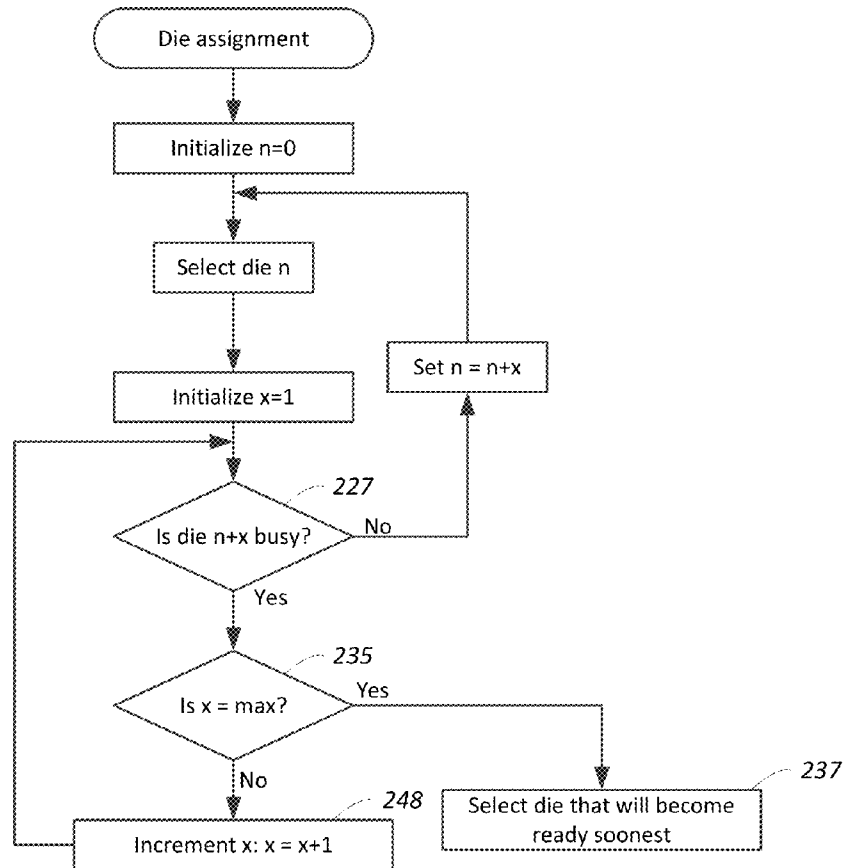 Die assignment
Initialize n=0
Select die n
Set n = n+x
Initialize x=1
227
Is die n+x busy?
No
Yes
235
Is x = max?
Yes
No
248
237
Increment x: x = x+1
Select die that will become
ready soonest